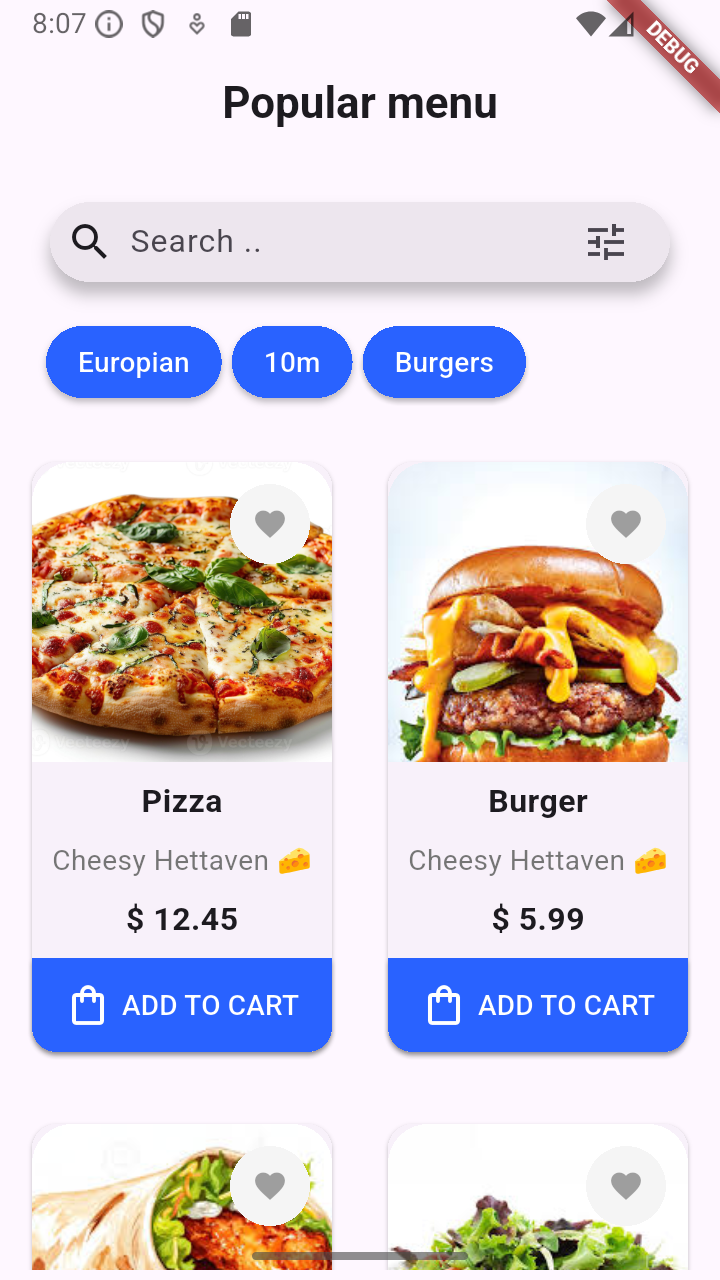 8:07
DEBUG
Popular menu
Search ..
Europian
10m
Burgers
vecteezy
Vecteezy
Pizza
Burger
Cheesy Hettaven 🧀
Cheesy Hettaven 🧀
$ 12.45
$ 5.99
ADD TO CART
ADD TO CART